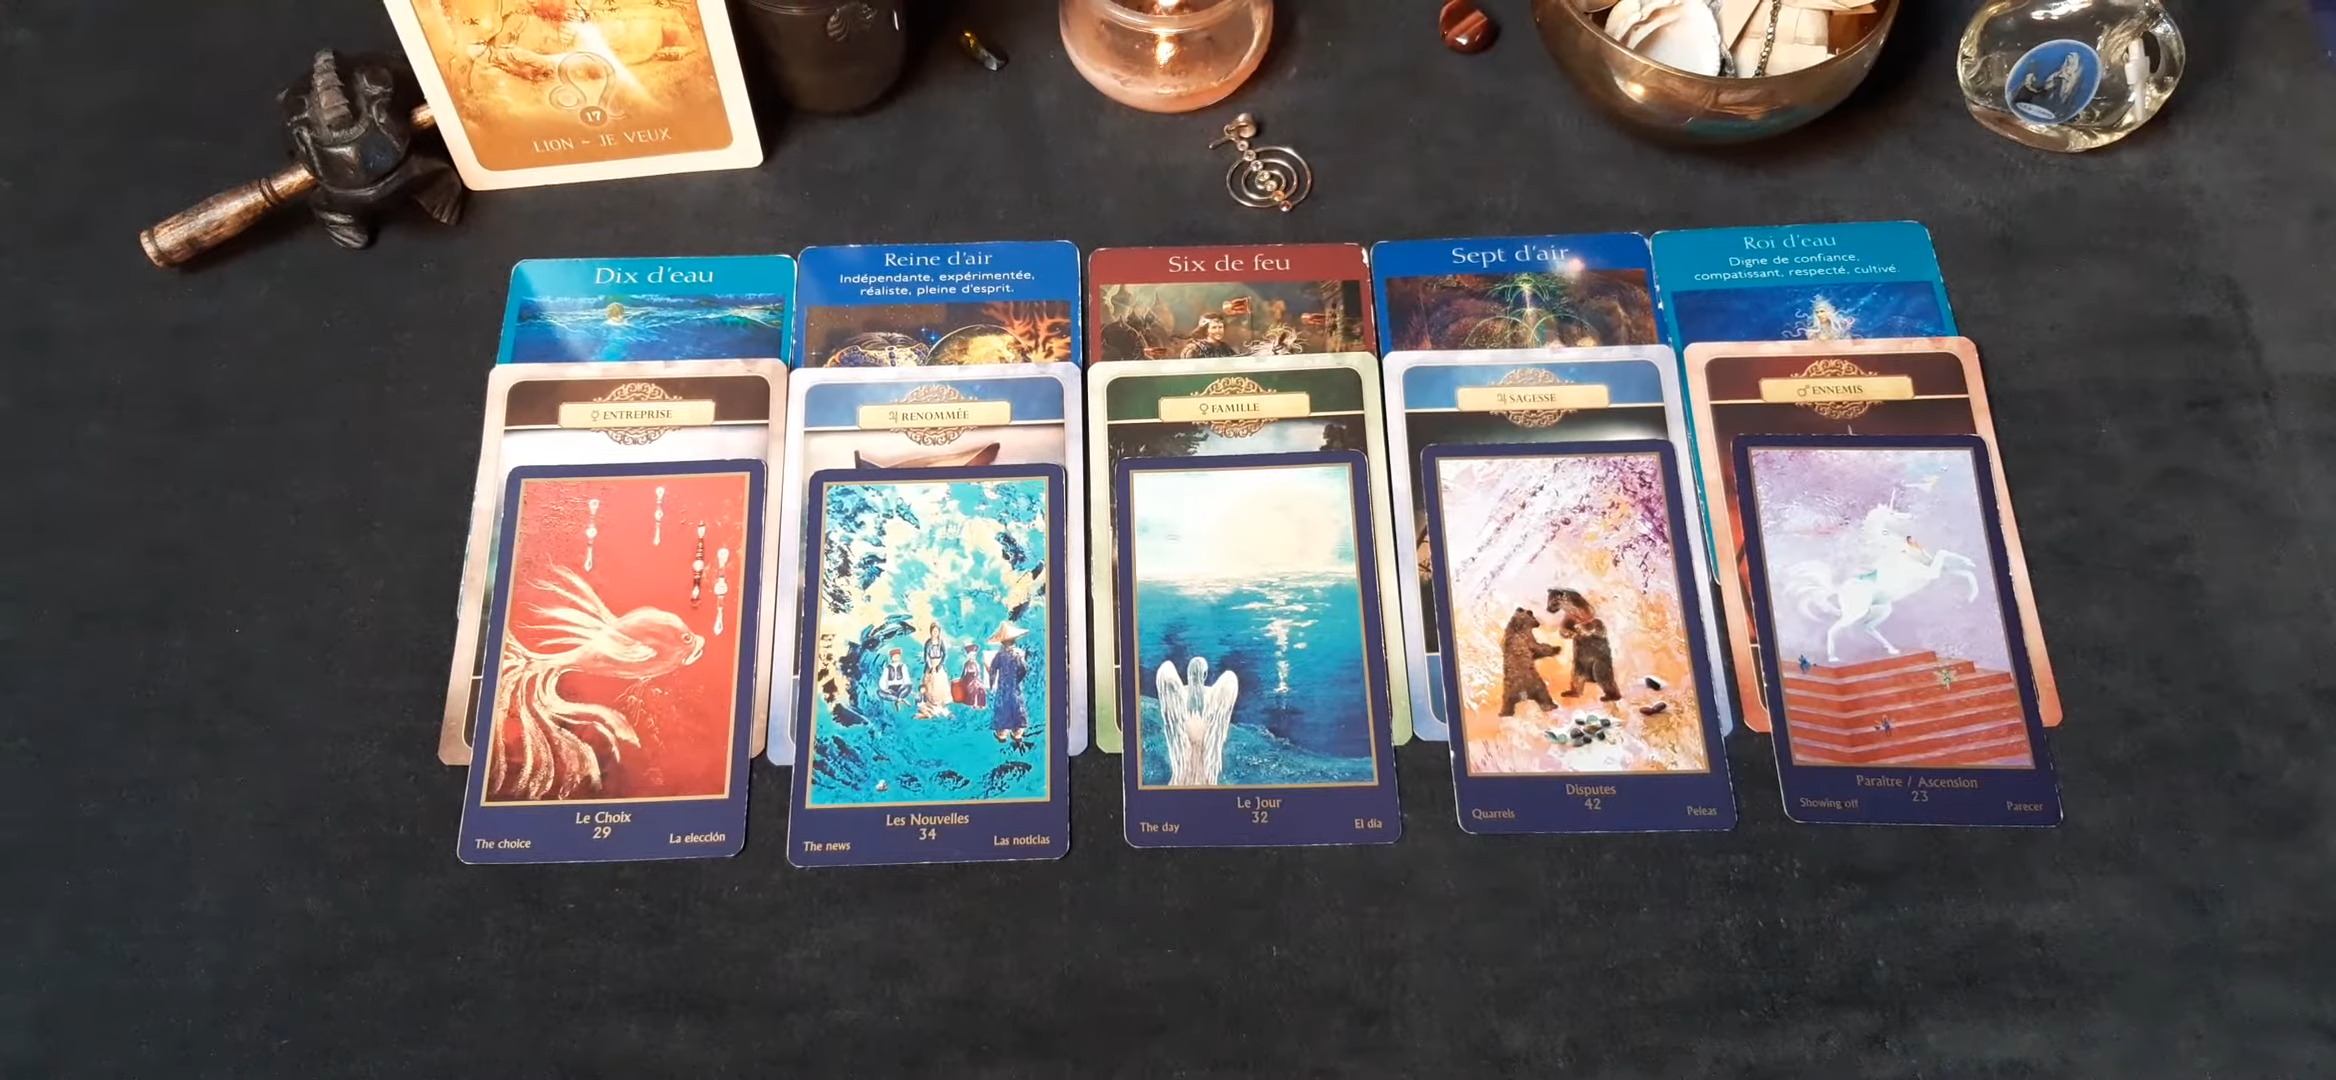 17
LION ~ JE VEUX
Dix d'eau
Reine d'air
Indépendante, expérimentée,
réaliste, pleine d'esprit.
Six de feu
Sept d'air
Roi d'eau
Digne de confiance,
compatissant, respecté, cultivé.
☿ ENTREPRISE
♃ RENOMMÉE
♀ FAMILLE
♃ SAGESSE
♂ ENNEMIS
Le Choix
29
The choice
La elección
Les Nouvelles
34
The news
Las noticias
Le Jour
32
The day
El día
Disputes
42
Quarrels
Peleas
Paraître / Ascension
23
Showing off
Parecer